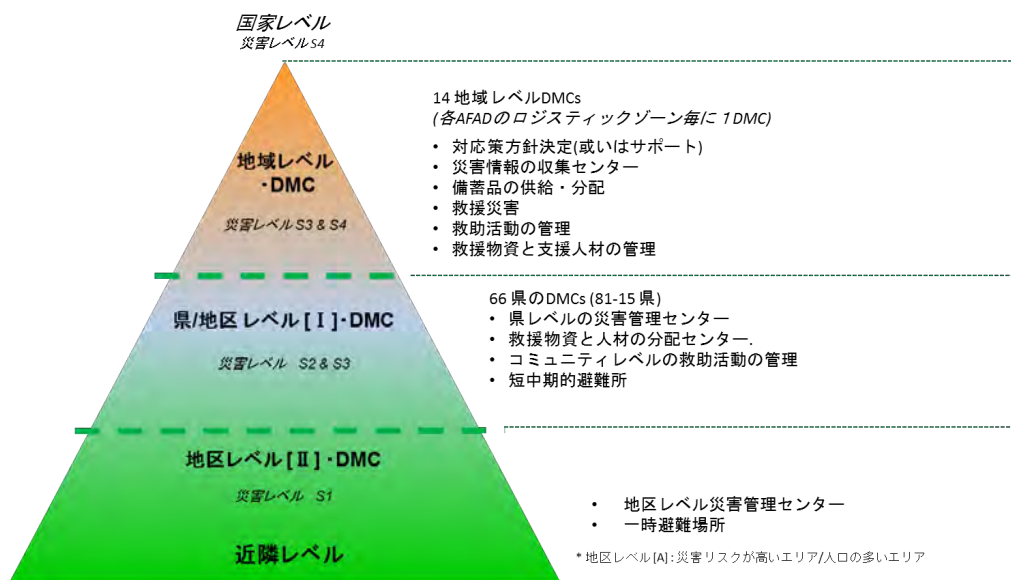 国家レベル
災害レベルS4
14 地域レベルDMCs
(各AFADのロジスティックゾーン毎に 1 DMC)
• 対応策方針決定(或いはサポート)
• 災害情報の収集センター
• 備蓄品の供給・分配
• 救援災害
• 救助活動の管理
• 救援物資と支援人材の管理
地域レベル
・DMC
災害レベル S3 & S4
66 県のDMCs (81-15 県)
• 県レベルの災害管理センター
• 救援物資と人材の分配センター.
• コミュニティレベルの救助活動の管理
• 短中期的避難所
県/地区レベル [Ⅰ]・DMC
災害レベル S2 & S3
地区レベル [Ⅱ]・DMC
災害レベル S1
近隣レベル
• 地区レベル災害管理センター
• 一時避難場所
* 地区レベル[A]:災害リスクが高いエリア/人口の多いエリア